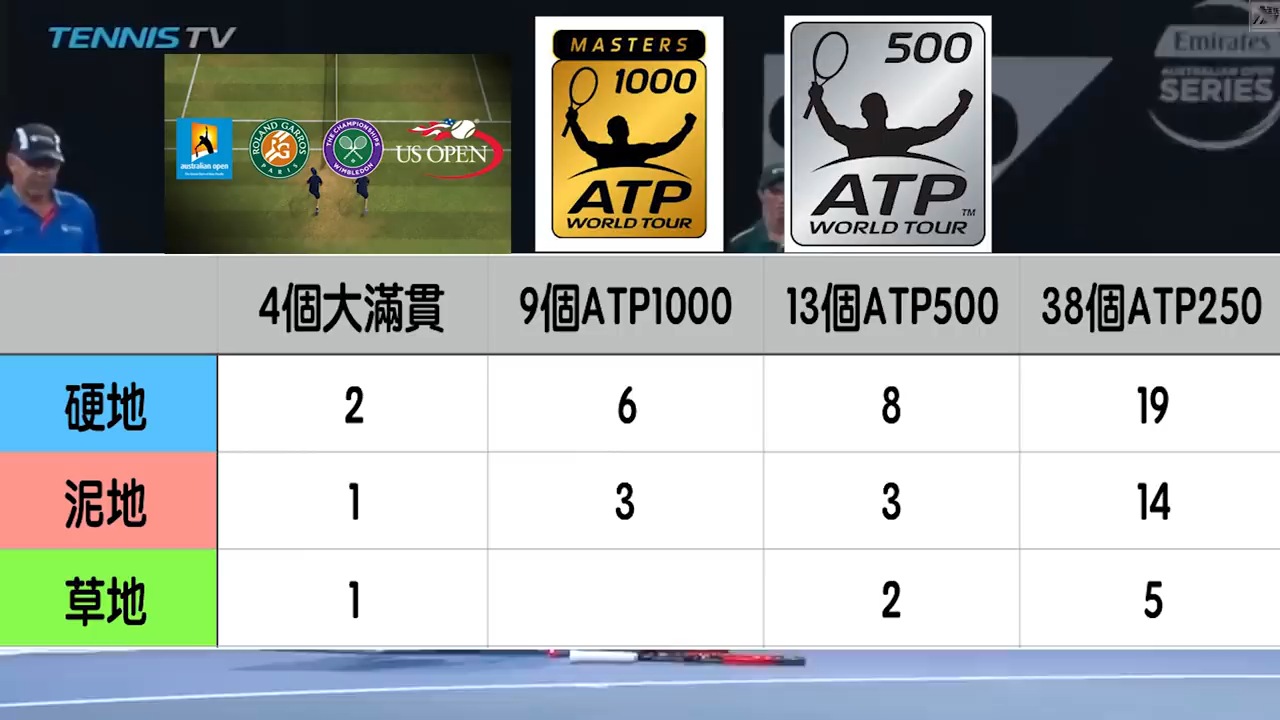 TENNISTV
Emirates
AUSTRALIAN OPEN
SERIES
australian open
ROLAND GARROS
PARIS
THE CHAMPIONSHIPS
WIMBLEDON
US OPEN
MASTERS
1000
ATP
WORLD TOUR
500
ATP
TM
WORLD TOUR
4個大滿貫 9個ATP1000 13個ATP500 38個ATP250
硬地 2 6 8 19
泥地 1 3 3 14
草地 1 2 5